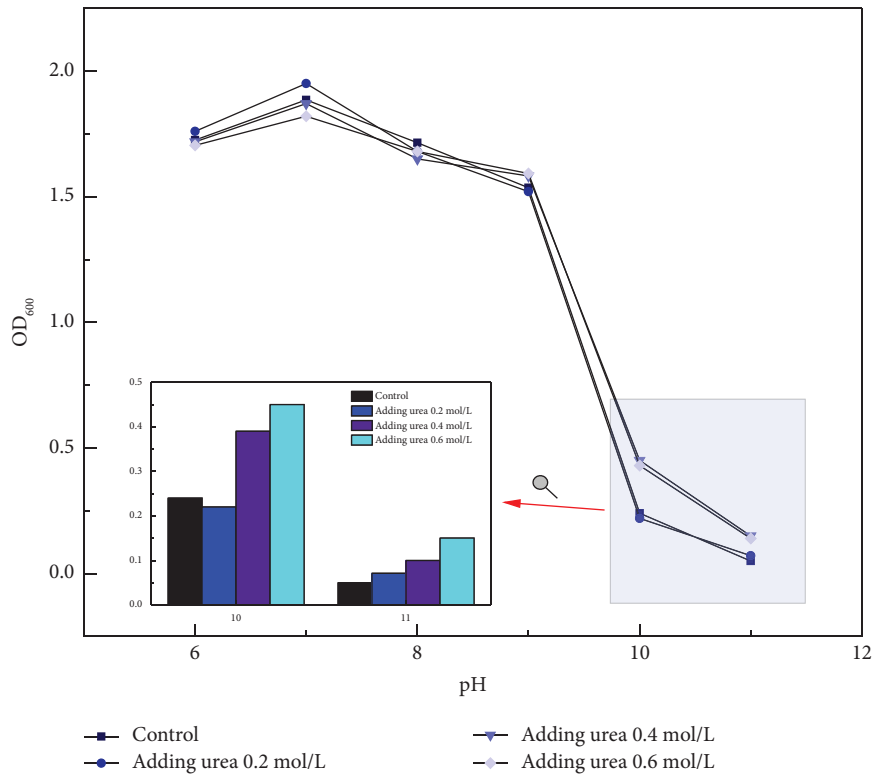 2.0
1.5
1.0
0.5
0.0
OD600
6
8
10
12
pH
0.5
0.4
0.3
0.2
0.1
0.0
10
11
Control
Adding urea 0.2 mol/L
Adding urea 0.4 mol/L
Adding urea 0.6 mol/L
Control
Adding urea 0.2 mol/L
Adding urea 0.4 mol/L
Adding urea 0.6 mol/L